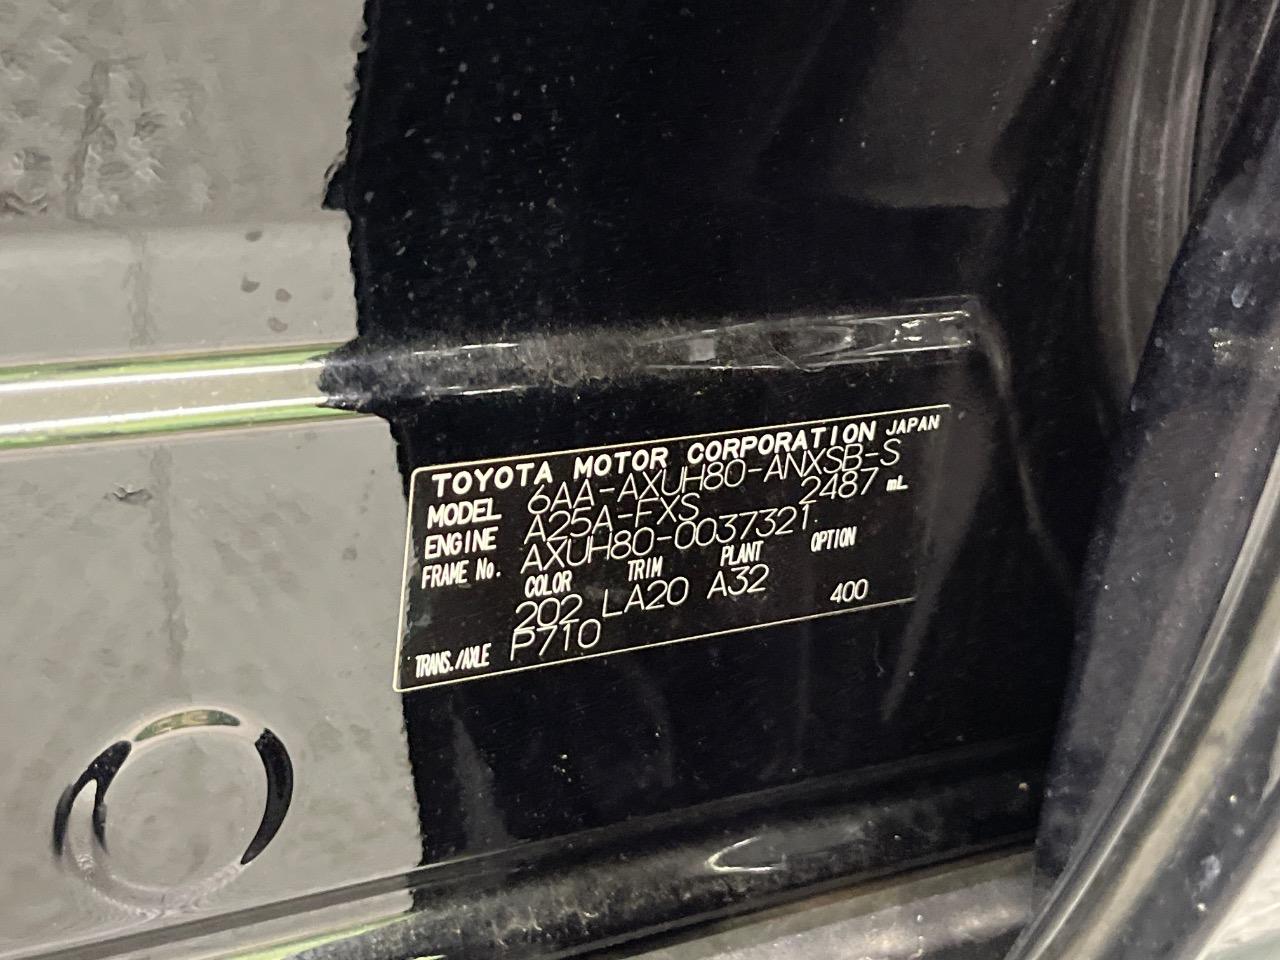 TOYOTA MOTOR CORPORATION JAPAN
MODEL 6AA-AXUH80-ANXSB-S
ENGINE A25A-FXS 2487 mL
FRAME No. AXUH80-0037321
COLOR TRIM PLANT OPTION
202 LA20 A32 400
TRANS./AXLE P710